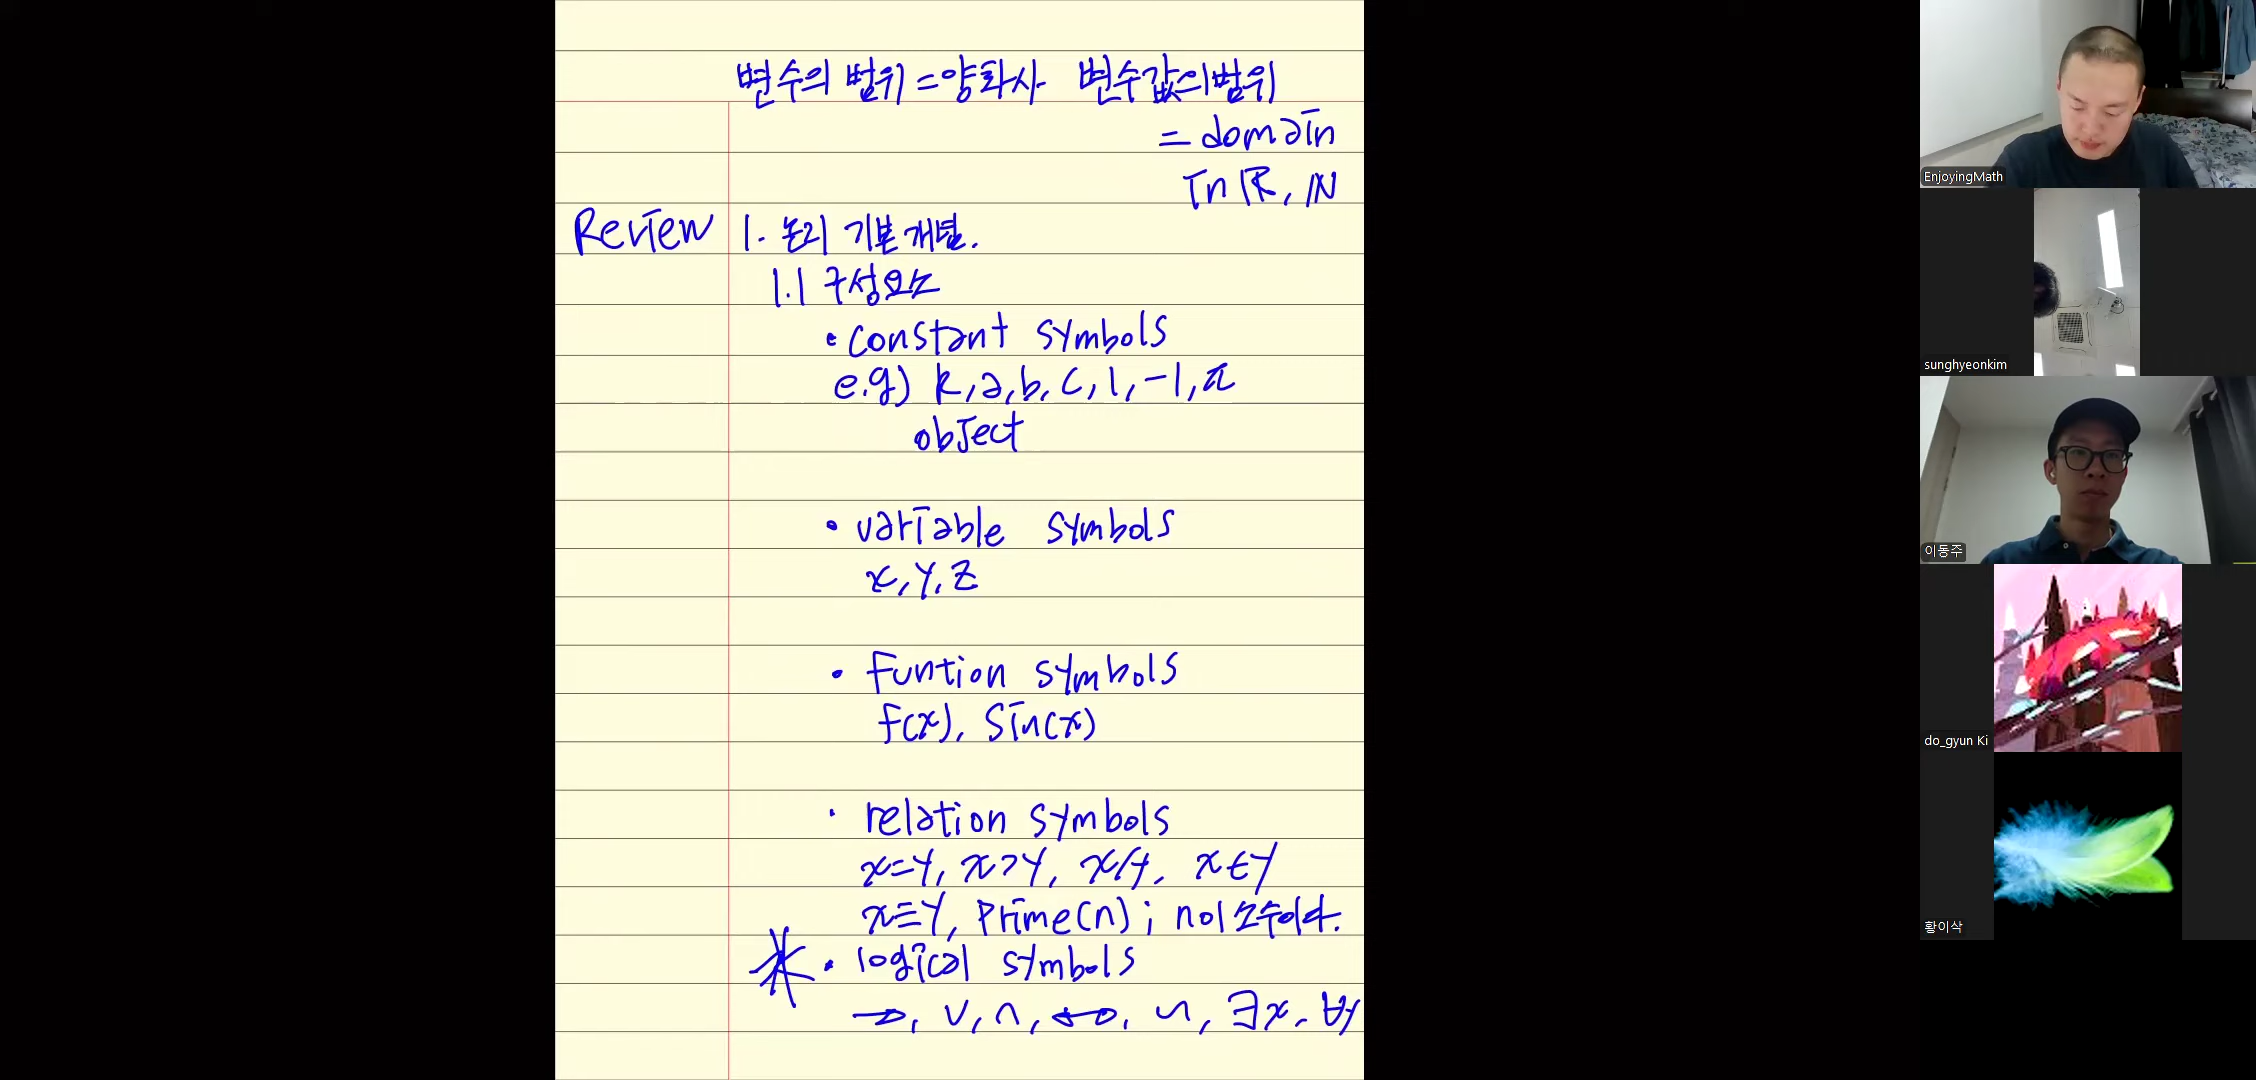 변수의 범위 = 양화사 변수값의 범위
= domain
in ℝ, ℕ
Review 1. 논리 기본 개념.
1.1 구성요소
• constant symbols
e.g) k, a, b, c, 1, -1, π
object
• variable symbols
x, y, z
• funtion symbols
f(x), sin(x)
• relation symbols
x=y, x>y, x/y, x∈y
x≡y, prime(n) ; n이 소수이다.
* • logical symbols
→, ∨, ∧, ↔, ∽, ∃x, ∀y
EnjoyingMath
sunghyeonkim
이동주
do_gyun Ki
황이삭